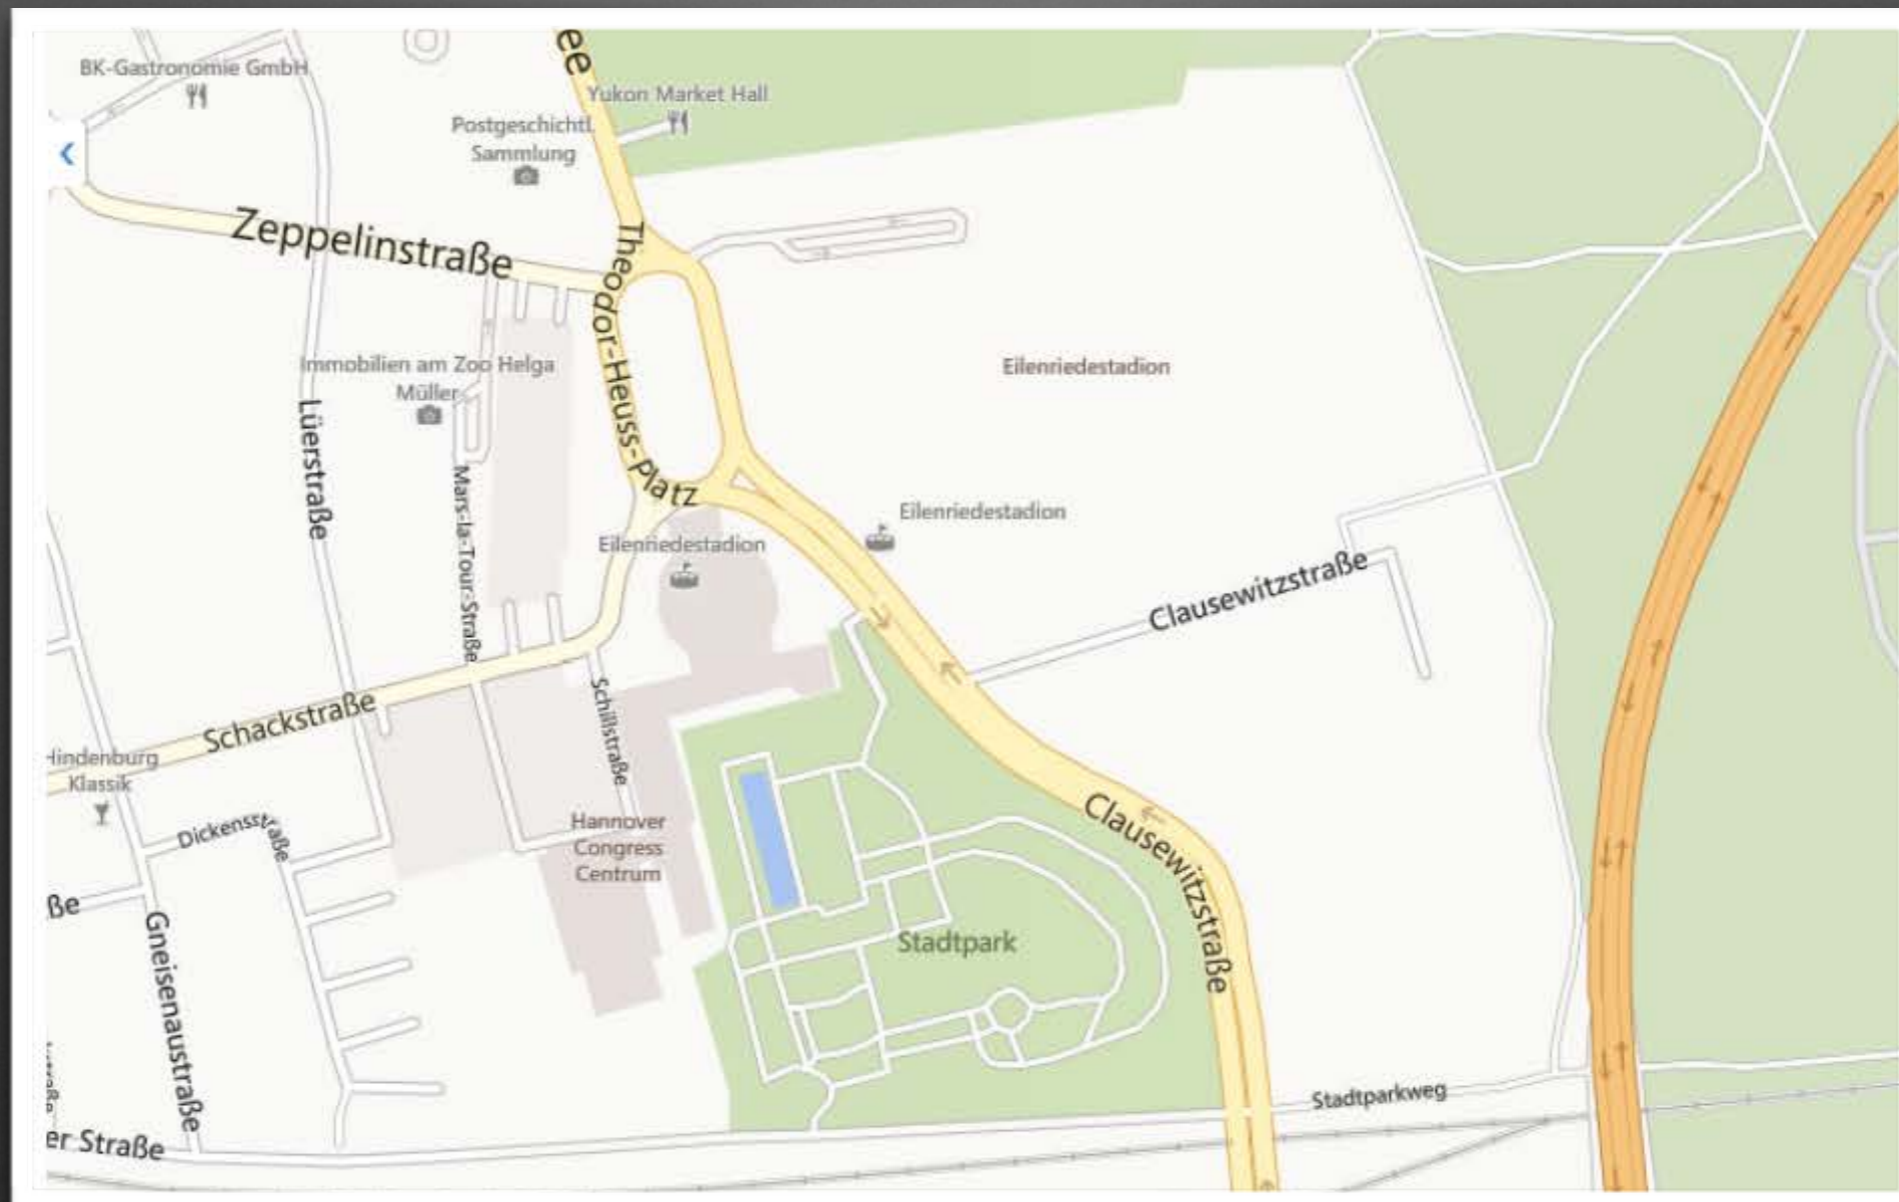 BK-Gastronomie GmbH
ee
Yukon Market Hall
Postgeschichtl.
Sammlung
Zeppelinstraße
Theodor-Heuss-Platz
Immobilien am Zoo Helga
Müller
Eilenriedestadion
Lüerstraße
Mars-la-Tour-Straße
Eilenriedestadion
Eilenriedestadion
Clausewitzstraße
Schackstraße
Schillstraße
Hindenburg
Klassik
Dickensstraße
Hannover
Congress
Centrum
Clausewitzstraße
ße
Gneisenaustraße
Stadtpark
Stadtparkweg
er Straße